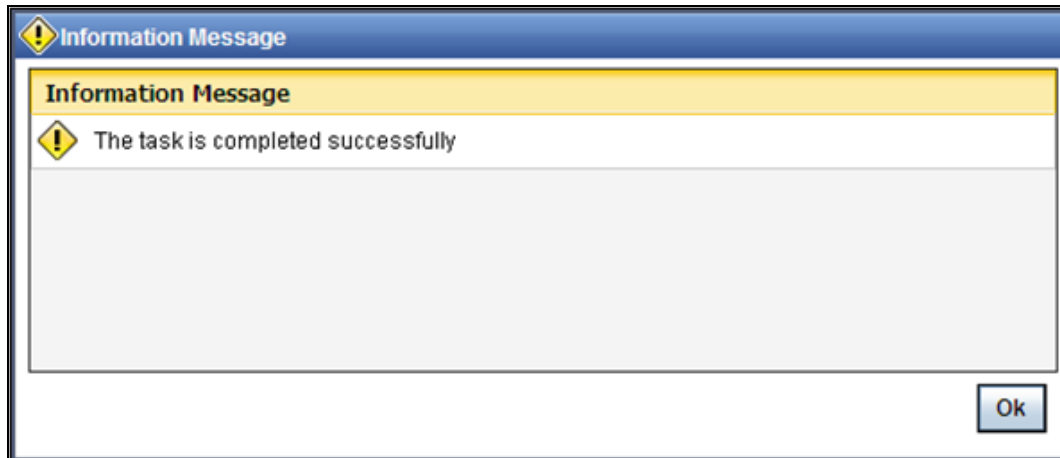 Information Message
Information Message
The task is completed successfully
Ok